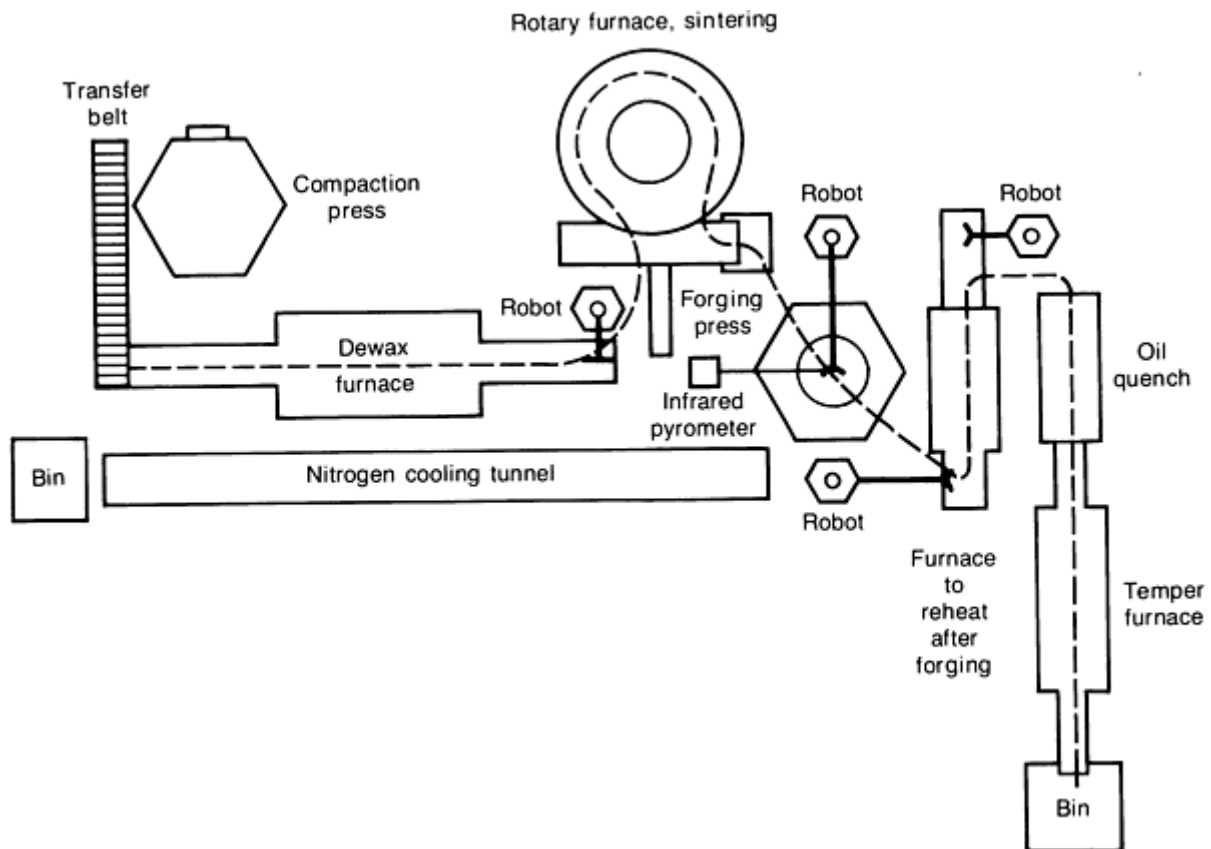 Rotary furnace, sintering
Transfer
belt
Compaction
press
Robot
Robot
Robot
Forging
press
Dewax
furnace
Infrared
pyrometer
Oil
quench
Bin
Nitrogen cooling tunnel
Robot
Furnace
to
reheat
after
forging
Temper
furnace
Bin